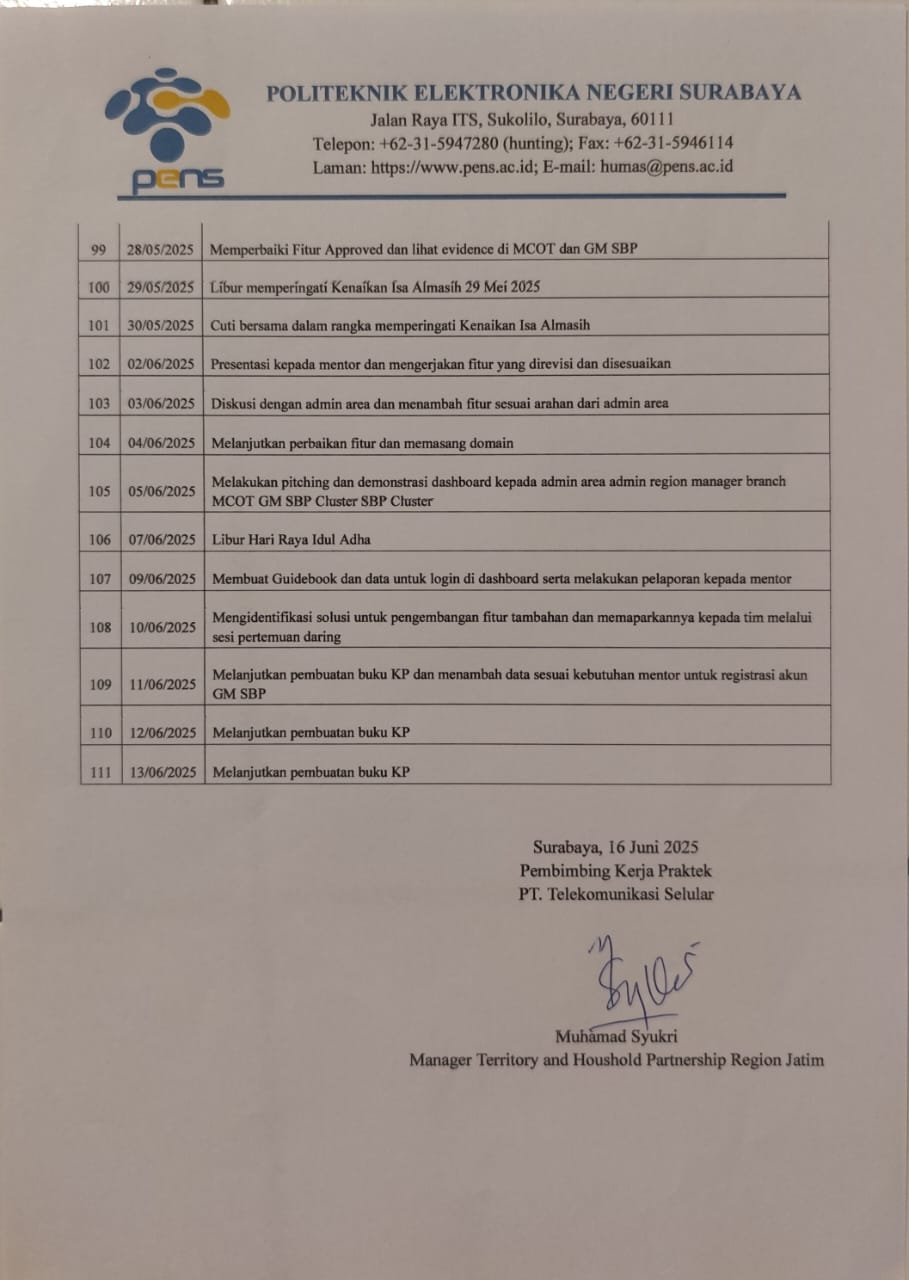 pens
POLITEKNIK ELEKTRONIKA NEGERI SURABAYA
Jalan Raya ITS, Sukolilo, Surabaya, 60111
Telepon: +62-31-5947280 (hunting); Fax: +62-31-5946114
Laman: https://www.pens.ac.id; E-mail: humas@pens.ac.id
99 28/05/2025 Memperbaiki Fitur Approved dan lihat evidence di MCOT dan GM SBP
100 29/05/2025 Libur memperingati Kenaikan Isa Almasih 29 Mei 2025
101 30/05/2025 Cuti bersama dalam rangka memperingati Kenaikan Isa Almasih
102 02/06/2025 Presentasi kepada mentor dan mengerjakan fitur yang direvisi dan disesuaikan
103 03/06/2025 Diskusi dengan admin area dan menambah fitur sesuai arahan dari admin area
104 04/06/2025 Melanjutkan perbaikan fitur dan memasang domain
105 05/06/2025 Melakukan pitching dan demonstrasi dashboard kepada admin area admin region manager branch
MCOT GM SBP Cluster SBP Cluster
106 07/06/2025 Libur Hari Raya Idul Adha
107 09/06/2025 Membuat Guidebook dan data untuk login di dashboard serta melakukan pelaporan kepada mentor
108 10/06/2025 Mengidentifikasi solusi untuk pengembangan fitur tambahan dan memaparkannya kepada tim melalui
sesi pertemuan daring
109 11/06/2025 Melanjutkan pembuatan buku KP dan menambah data sesuai kebutuhan mentor untuk registrasi akun
GM SBP
110 12/06/2025 Melanjutkan pembuatan buku KP
111 13/06/2025 Melanjutkan pembuatan buku KP
Surabaya, 16 Juni 2025
Pembimbing Kerja Praktek
PT. Telekomunikasi Selular
Muhamad Syukri
Manager Territory and Houshold Partnership Region Jatim